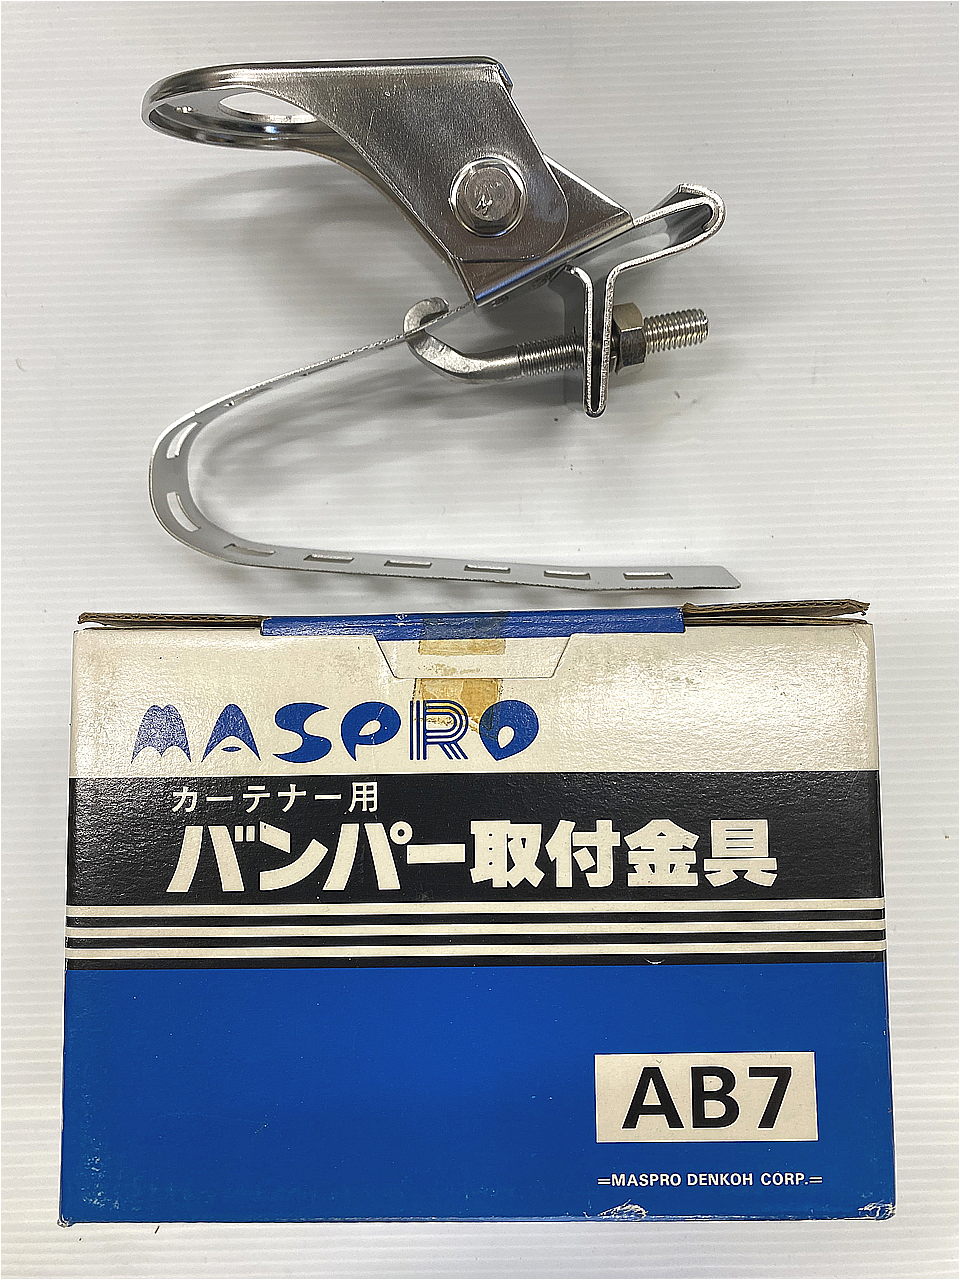 MASPRO
カーテナー用
バンパー取付金具
AB7
=MASPRO DENKOH CORP.=